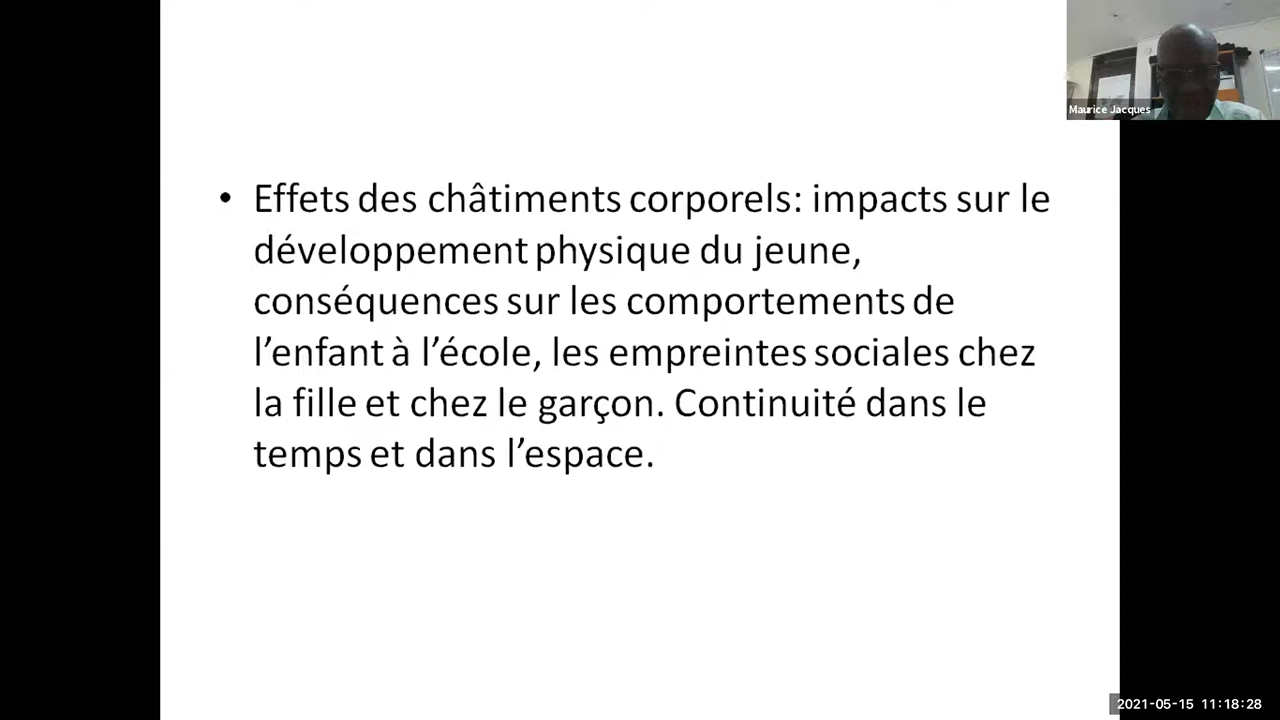 Maurice Jacques
• Effets des châtiments corporels: impacts sur le
développement physique du jeune,
conséquences sur les comportements de
l’enfant à l’école, les empreintes sociales chez
la fille et chez le garçon. Continuité dans le
temps et dans l’espace.
2021-05-15 11:18:28